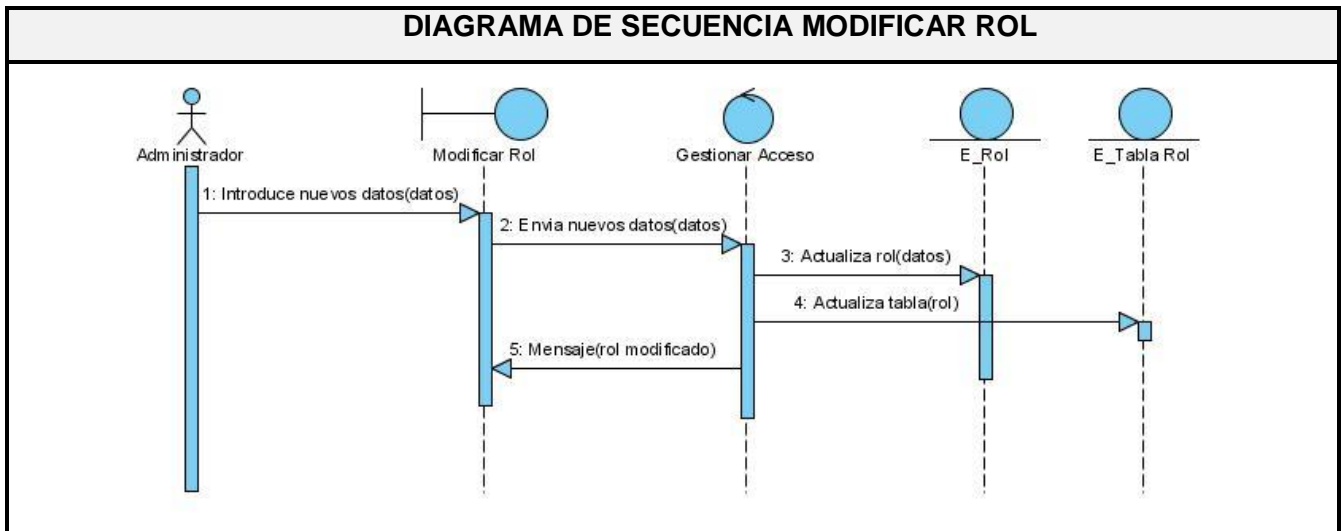 DIAGRAMA DE SECUENCIA MODIFICAR ROL
Administrador
Modificar Rol
Gestionar Acceso
E_Rol
E_Tabla Rol
1: Introduce nuevos datos(datos)
2: Envia nuevos datos(datos)
3: Actualiza rol(datos)
4: Actualiza tabla(rol)
5: Mensaje(rol modificado)